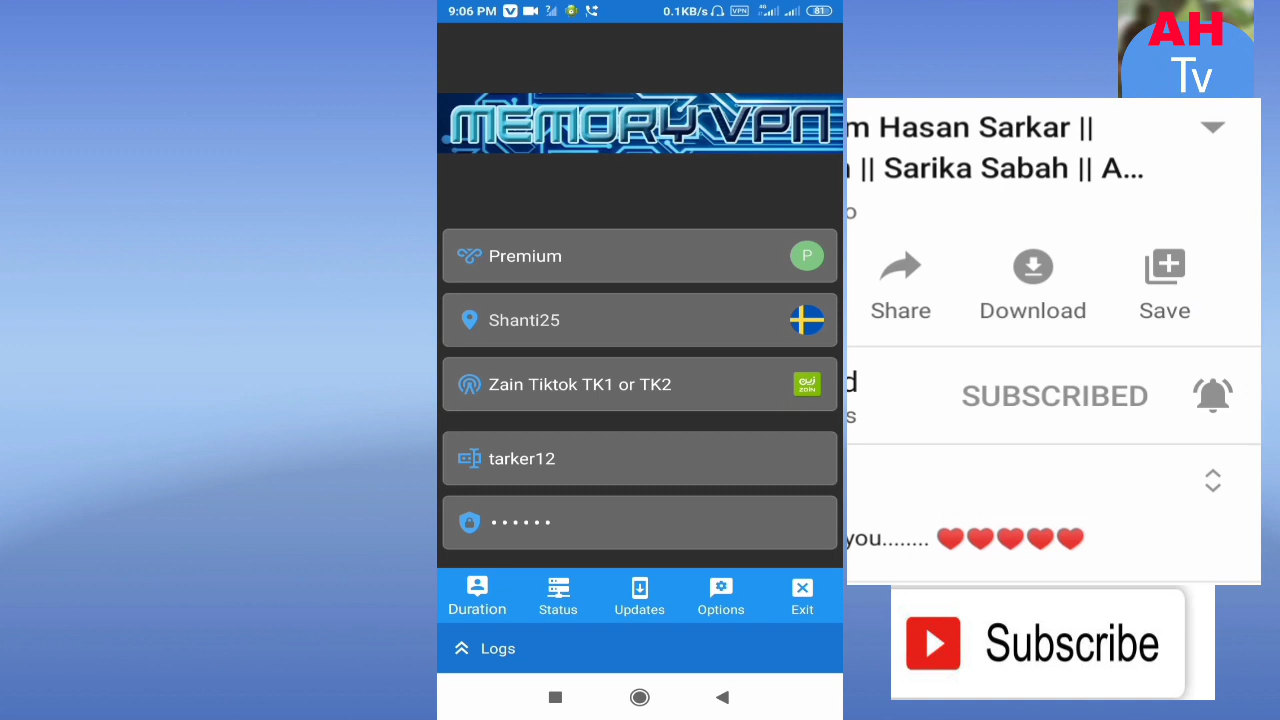 9:06 PM
0.1KB/s VPN 4G 81
MEMORY VPN
Premium P
Shanti25
Zain Tiktok TK1 or TK2
tarker12
••••••
Duration Status Updates Options Exit
Logs
AH
Tv
m Hasan Sarkar ||
|| Sarika Sabah || A...
o
Share Download Save
d
SUBSCRIBED
s
you........ ❤❤❤❤❤
Subscribe